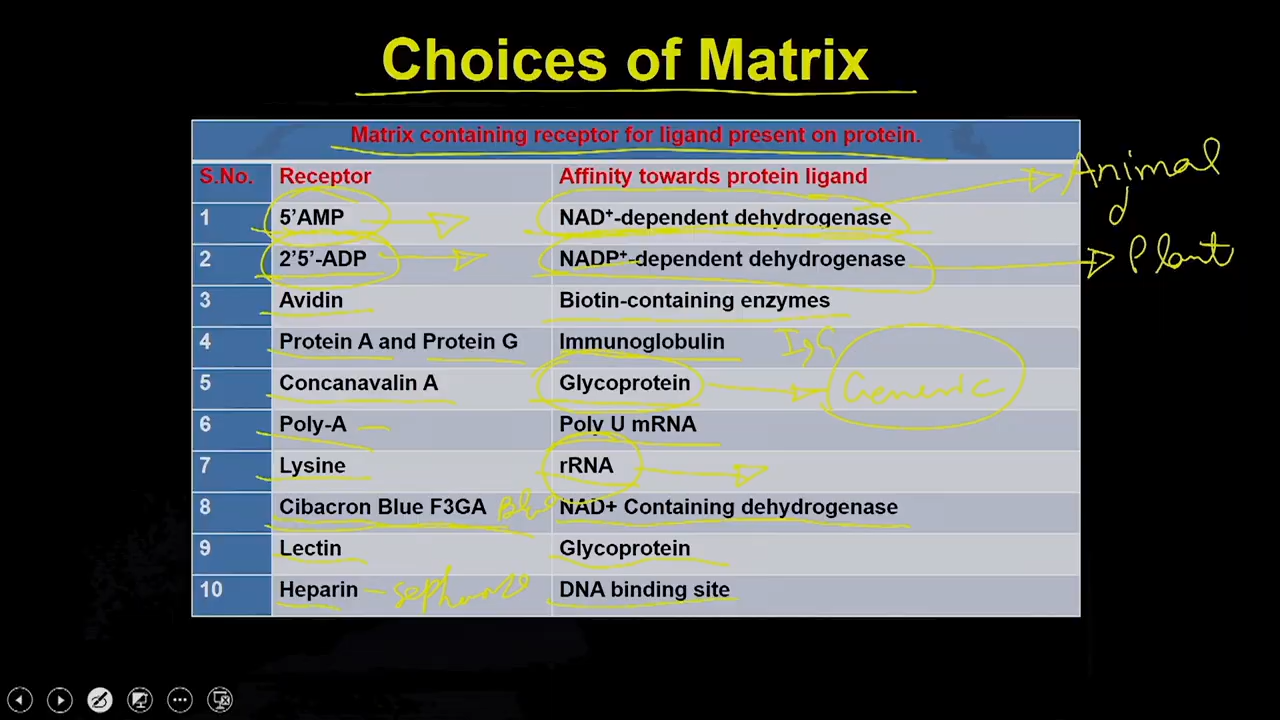 Choices of Matrix
Matrix containing receptor for ligand present on protein.
S.No. Receptor Affinity towards protein ligand
Animal
1 5'AMP NAD+-dependent dehydrogenase
2 2'5'-ADP NADP+-dependent dehydrogenase Plant
3 Avidin Biotin-containing enzymes
4 Protein A and Protein G Immunoglobulin IgG
5 Concanavalin A Glycoprotein Generic
6 Poly-A Poly U mRNA
7 Lysine rRNA
8 Cibacron Blue F3GA Blue NAD+ Containing dehydrogenase
9 Lectin Glycoprotein
10 Heparin – sepharose DNA binding site